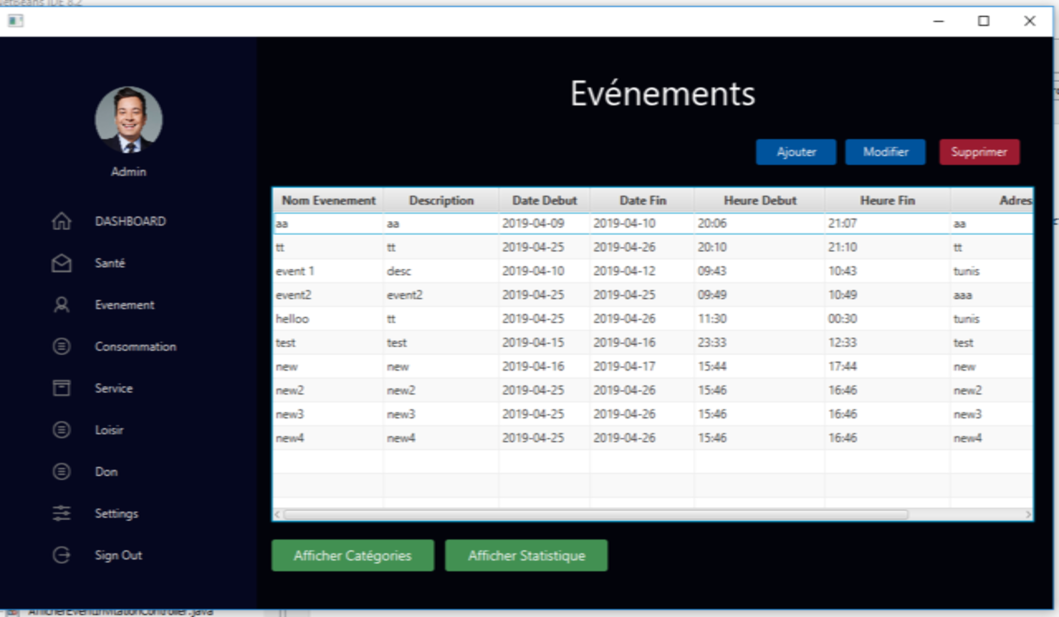 NetBeans IDE 8.2
Evénements
Ajouter Modifier Supprimer
Admin
DASHBOARD
Santé
Evenement
Consommation
Service
Loisir
Don
Settings
Sign Out
Nom Evenement Description Date Debut Date Fin Heure Debut Heure Fin Adres
aa aa 2019-04-09 2019-04-10 20:06 21:07 aa
tt tt 2019-04-25 2019-04-26 20:10 21:10 tt
event 1 desc 2019-04-10 2019-04-12 09:43 10:43 tunis
event2 event2 2019-04-25 2019-04-25 09:49 10:49 aaa
helloo tt 2019-04-25 2019-04-26 11:30 00:30 tunis
test test 2019-04-15 2019-04-16 23:33 12:33 test
new new 2019-04-16 2019-04-17 15:44 17:44 new
new2 new2 2019-04-25 2019-04-26 15:46 16:46 new2
new3 new3 2019-04-25 2019-04-26 15:46 16:46 new3
new4 new4 2019-04-25 2019-04-26 15:46 16:46 new4
Afficher Catégories Afficher Statistique
AfficherEventInvitationController.java